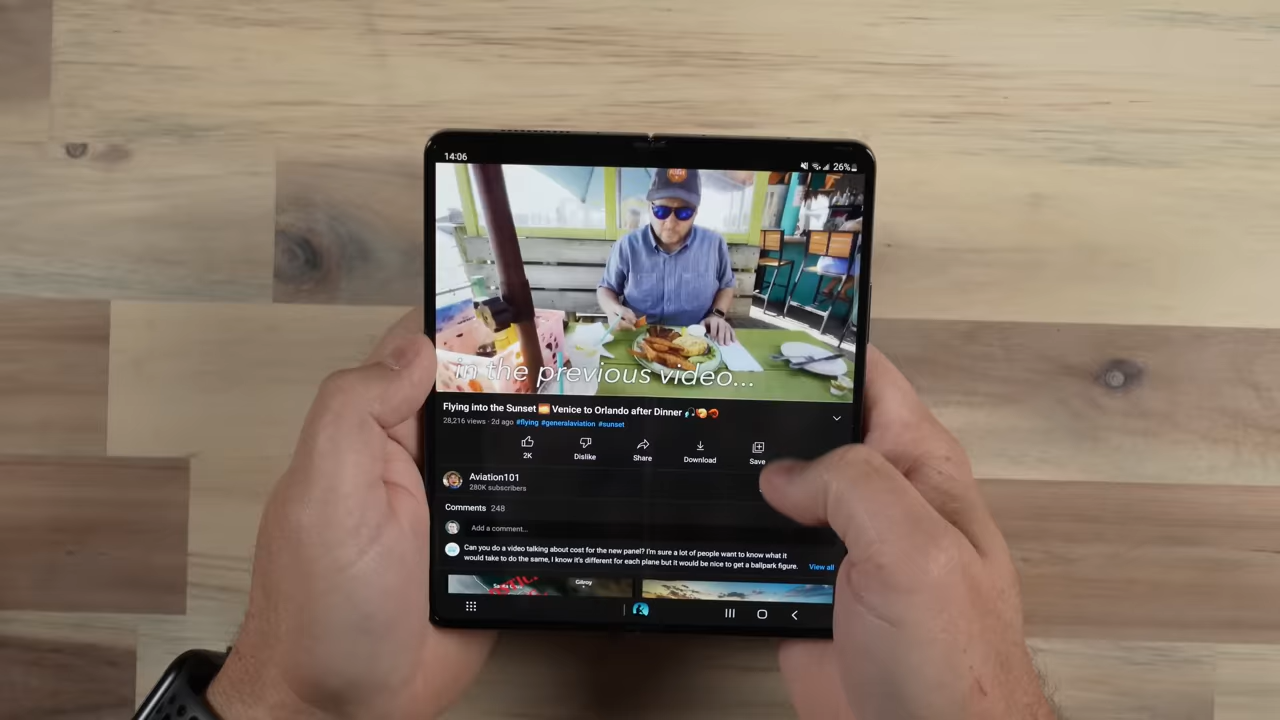 14:06
26%
in the previous video...
Flying into the Sunset 🌅 Venice to Orlando after Dinner 🎧🍤🦐
28,216 views · 2d ago #flying #generalaviation #sunset
2K
Dislike
Share
Download
Save
Aviation101
280K subscribers
Comments 248
Add a comment...
Can you do a video talking about cost for the new panel? I'm sure a lot of people want to know what it
would take to do the same, I know it's different for each plane but it would be nice to get a ballpark figure.
View all
Gilroy